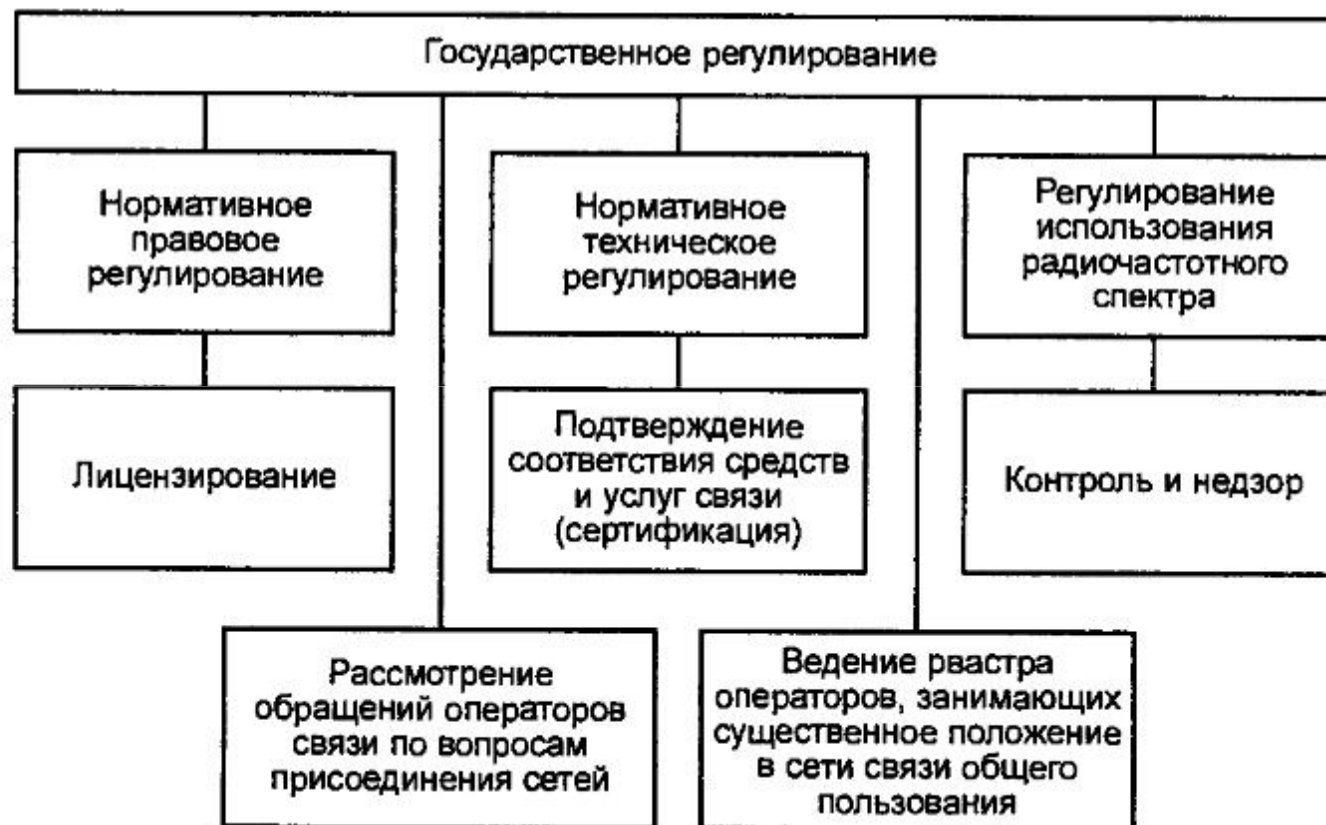 Государственное регулирование
Нормативное
правовое
регулирование
Нормативное
техническое
регулирование
Регулирование
использования
радиочастотного
спектра
Лицензирование
Подтверждение
соответствия средств
и услуг связи
(сертификация)
Контроль и недзор
Рассмотрение
обращений операторов
связи по вопросам
присоединения сетей
Ведение рвастра
операторов, занимающих
существенное положение
в сети связи общего
пользования